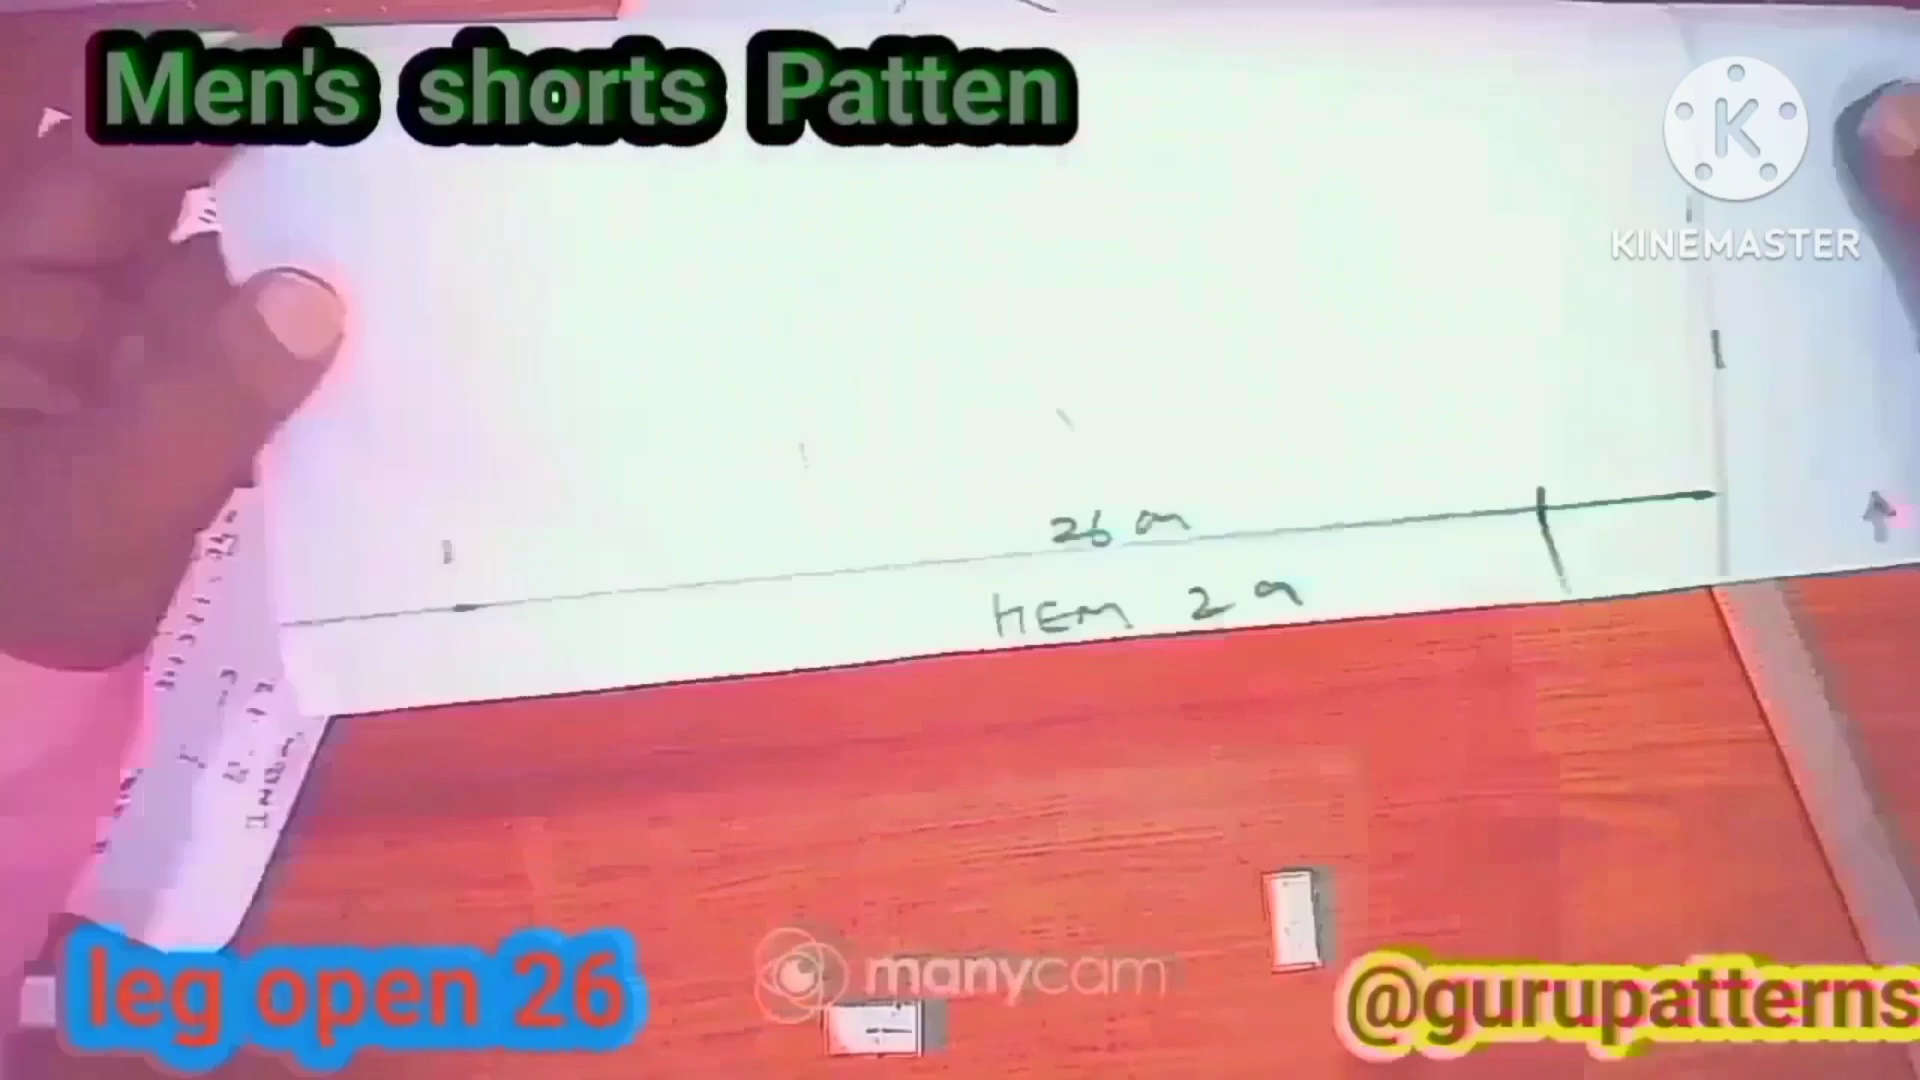 Men's shorts Patten
K
KINEMASTER
26 cm
HEM 2 cm
leg open 26
manycam
@gurupatterns